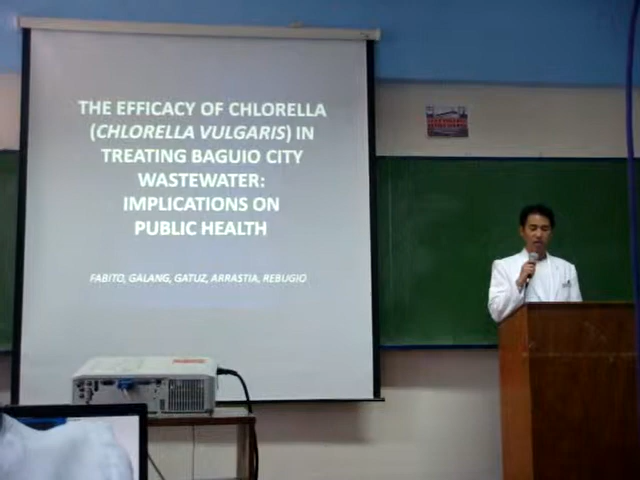 THE EFFICACY OF CHLORELLA
(CHLORELLA VULGARIS) IN
TREATING BAGUIO CITY
WASTEWATER:
IMPLICATIONS ON
PUBLIC HEALTH
FABITO, GALANG, GATUZ, ARRASTIA, REBUGIO